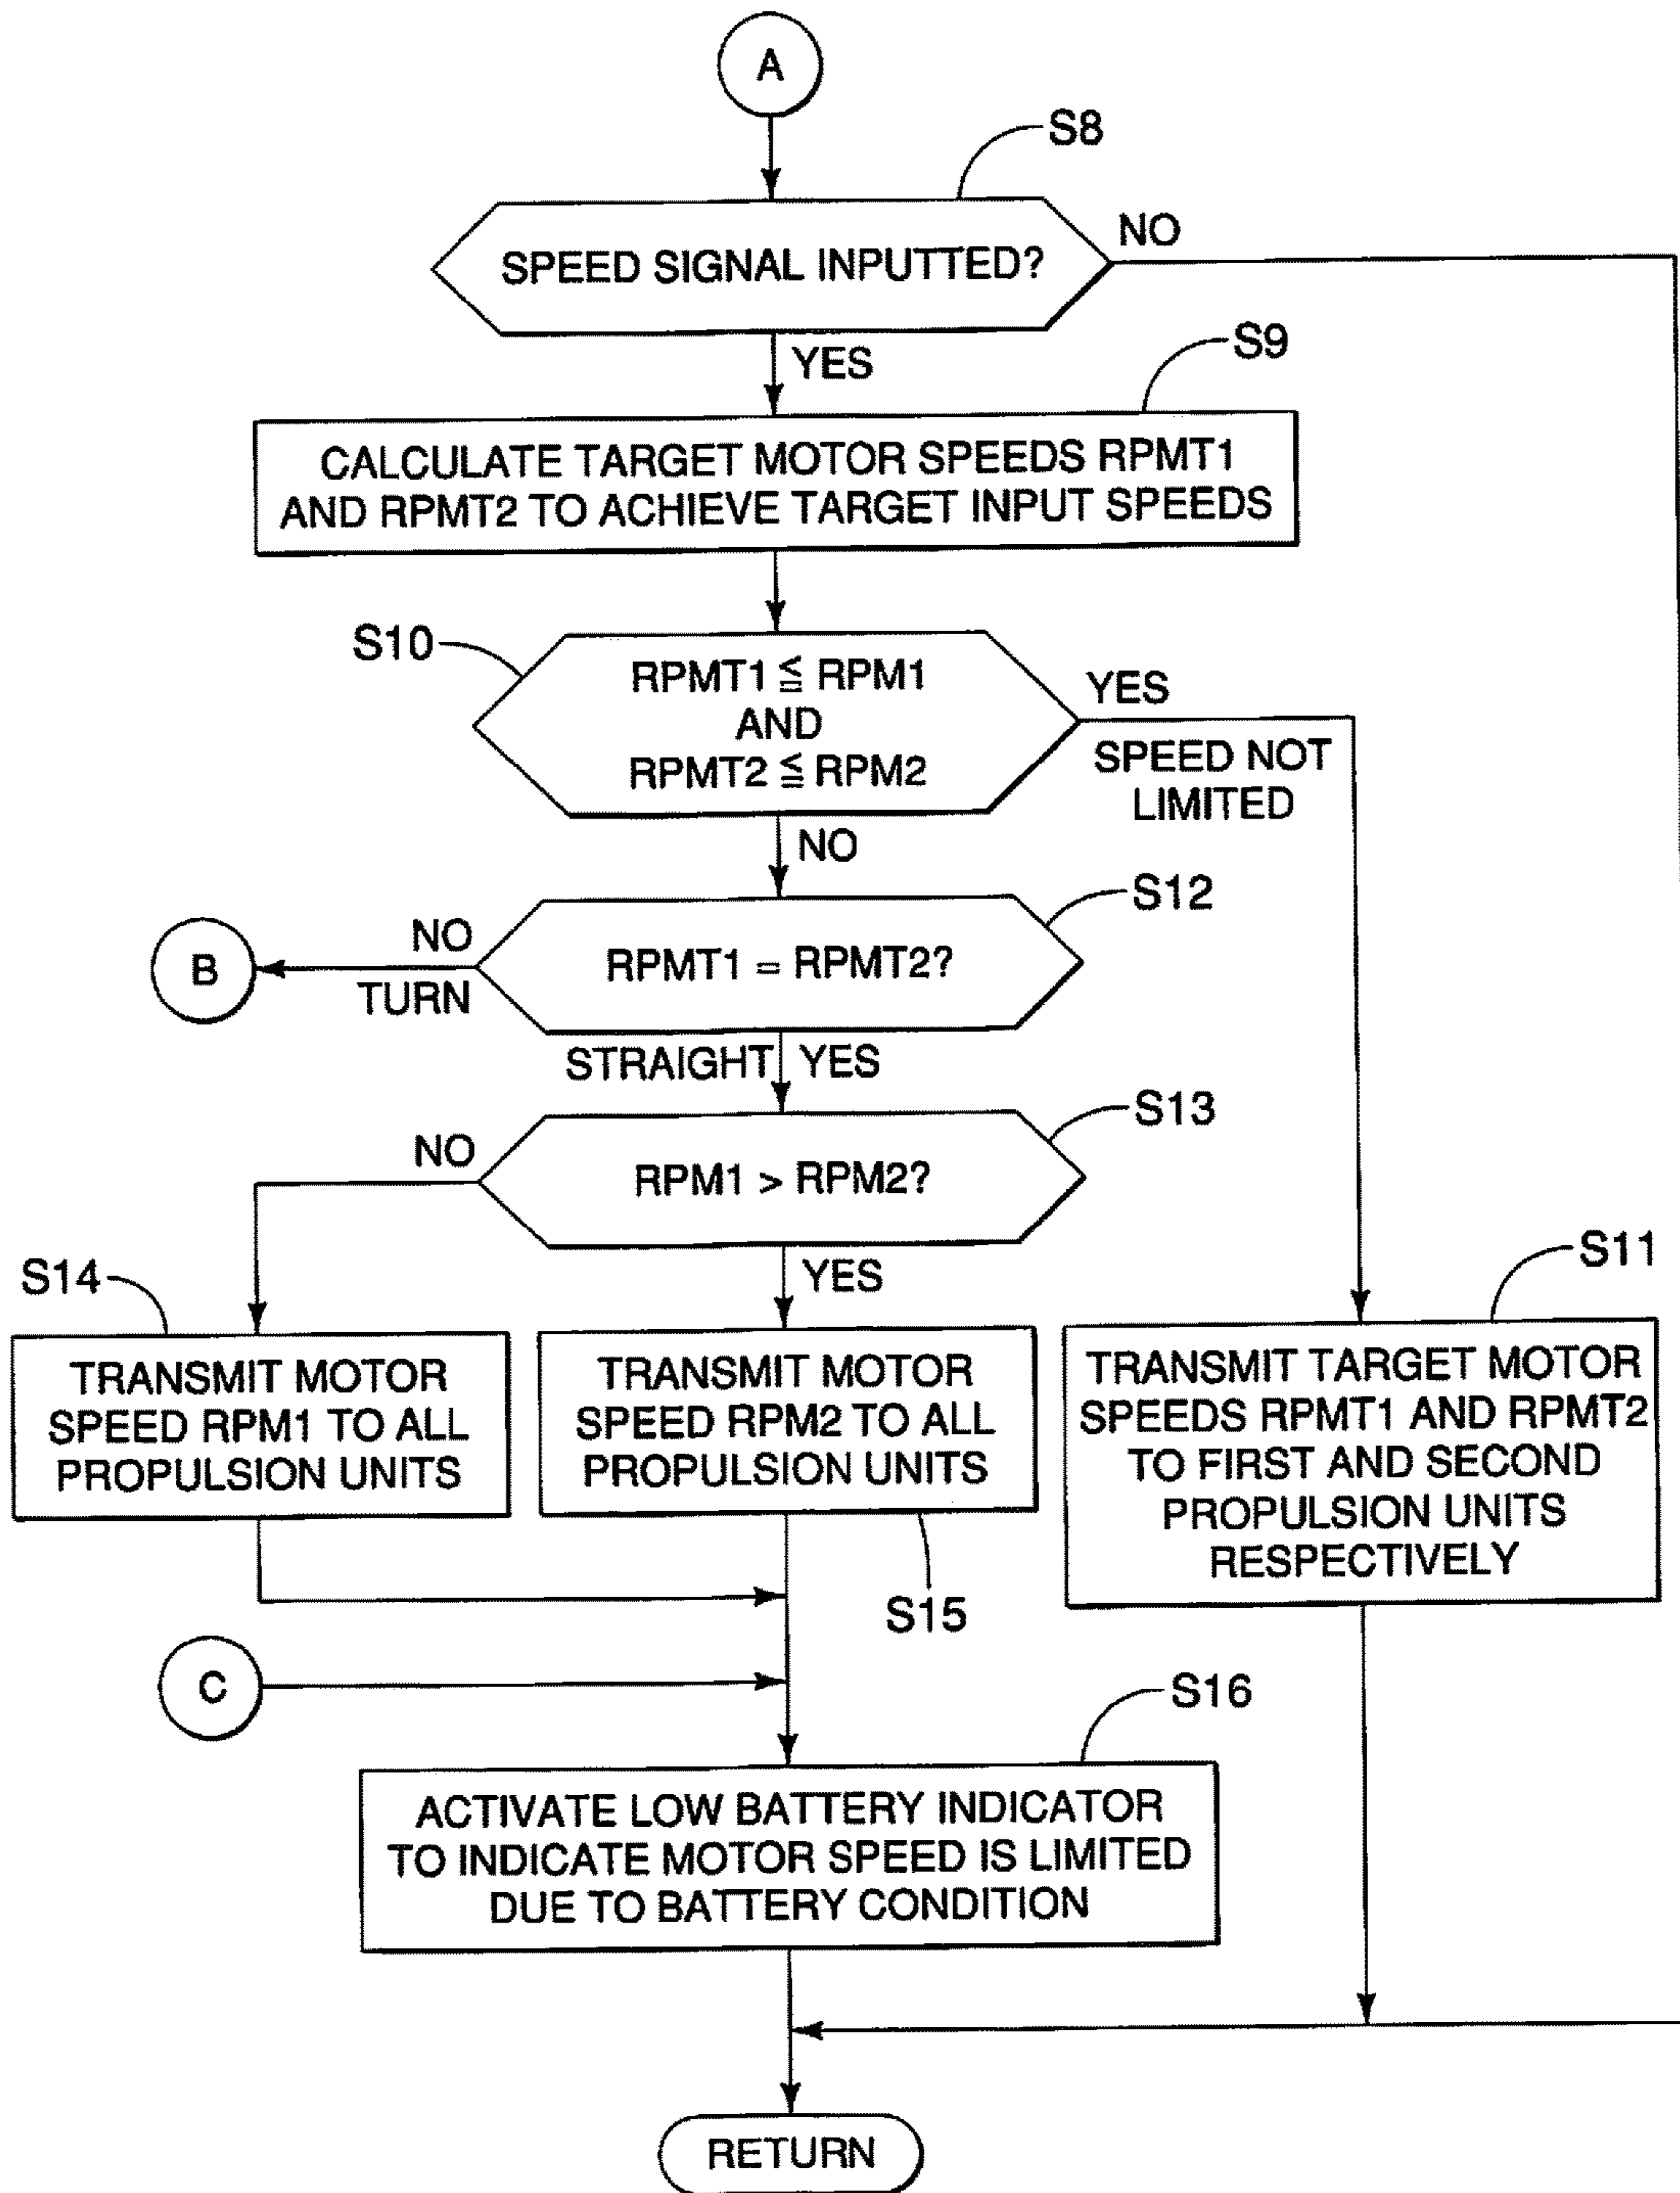 A
S8
SPEED SIGNAL INPUTTED?
NO
YES
S9
CALCULATE TARGET MOTOR SPEEDS RPMT1
AND RPMT2 TO ACHIEVE TARGET INPUT SPEEDS
S10
RPMT1 ≦ RPM1
AND
RPMT2 ≦ RPM2
YES
SPEED NOT
LIMITED
NO
S12
RPMT1 = RPMT2?
NO
TURN
B
STRAIGHT
YES
S13
RPM1 > RPM2?
NO
YES
S14
TRANSMIT MOTOR
SPEED RPM1 TO ALL
PROPULSION UNITS
TRANSMIT MOTOR
SPEED RPM2 TO ALL
PROPULSION UNITS
S15
S11
TRANSMIT TARGET MOTOR
SPEEDS RPMT1 AND RPMT2
TO FIRST AND SECOND
PROPULSION UNITS
RESPECTIVELY
C
S16
ACTIVATE LOW BATTERY INDICATOR
TO INDICATE MOTOR SPEED IS LIMITED
DUE TO BATTERY CONDITION
RETURN